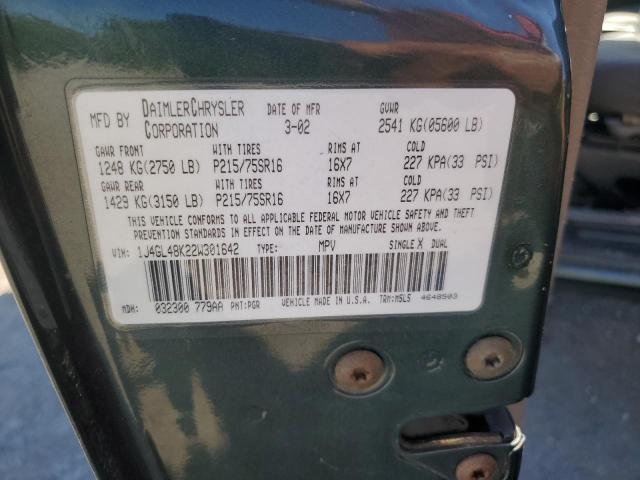 MFD BY DAIMLERCHRYSLER CORPORATION DATE OF MFR 3-02 GVWR 2541 KG(05600 LB)
GAWR FRONT WITH TIRES RIMS AT COLD
1248 KG(2750 LB) P215/75SR16 16X7 227 KPA(33 PSI)
GAWR REAR WITH TIRES RIMS AT COLD
1429 KG(3150 LB) P215/75SR16 16X7 227 KPA(33 PSI)
THIS VEHICLE CONFORMS TO ALL APPLICABLE FEDERAL MOTOR VEHICLE SAFETY AND THEFT
PREVENTION STANDARDS IN EFFECT ON THE DATE OF MANUFACTURE SHOWN ABOVE.
VIN: 1J4GL48K22W301642 TYPE: MPV SINGLE X DUAL
MDH: 032300 779AA PNT:PGR VEHICLE MADE IN U.S.A. TRM:M5L5 4648503